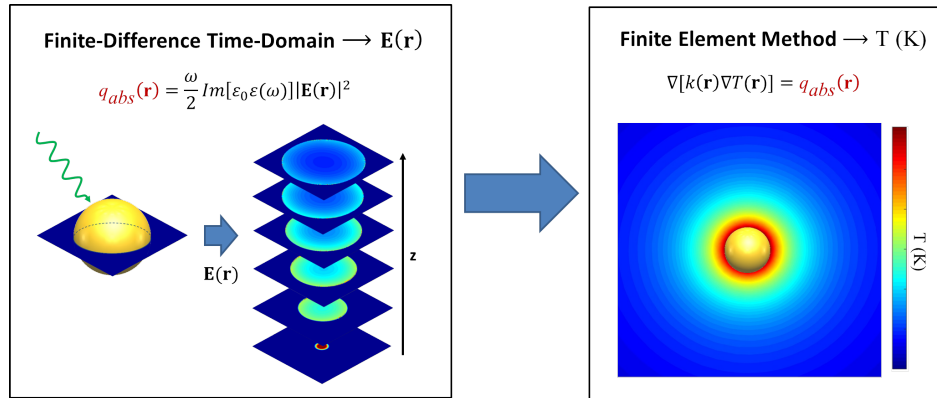 Finite-Difference Time-Domain ⟶ E(r)
q_abs(r) = ω/2 Im[ε₀ε(ω)]|E(r)|²
E(r)
z
Finite Element Method ⟶ T (K)
∇[k(r)∇T(r)] = q_abs(r)
T (K)